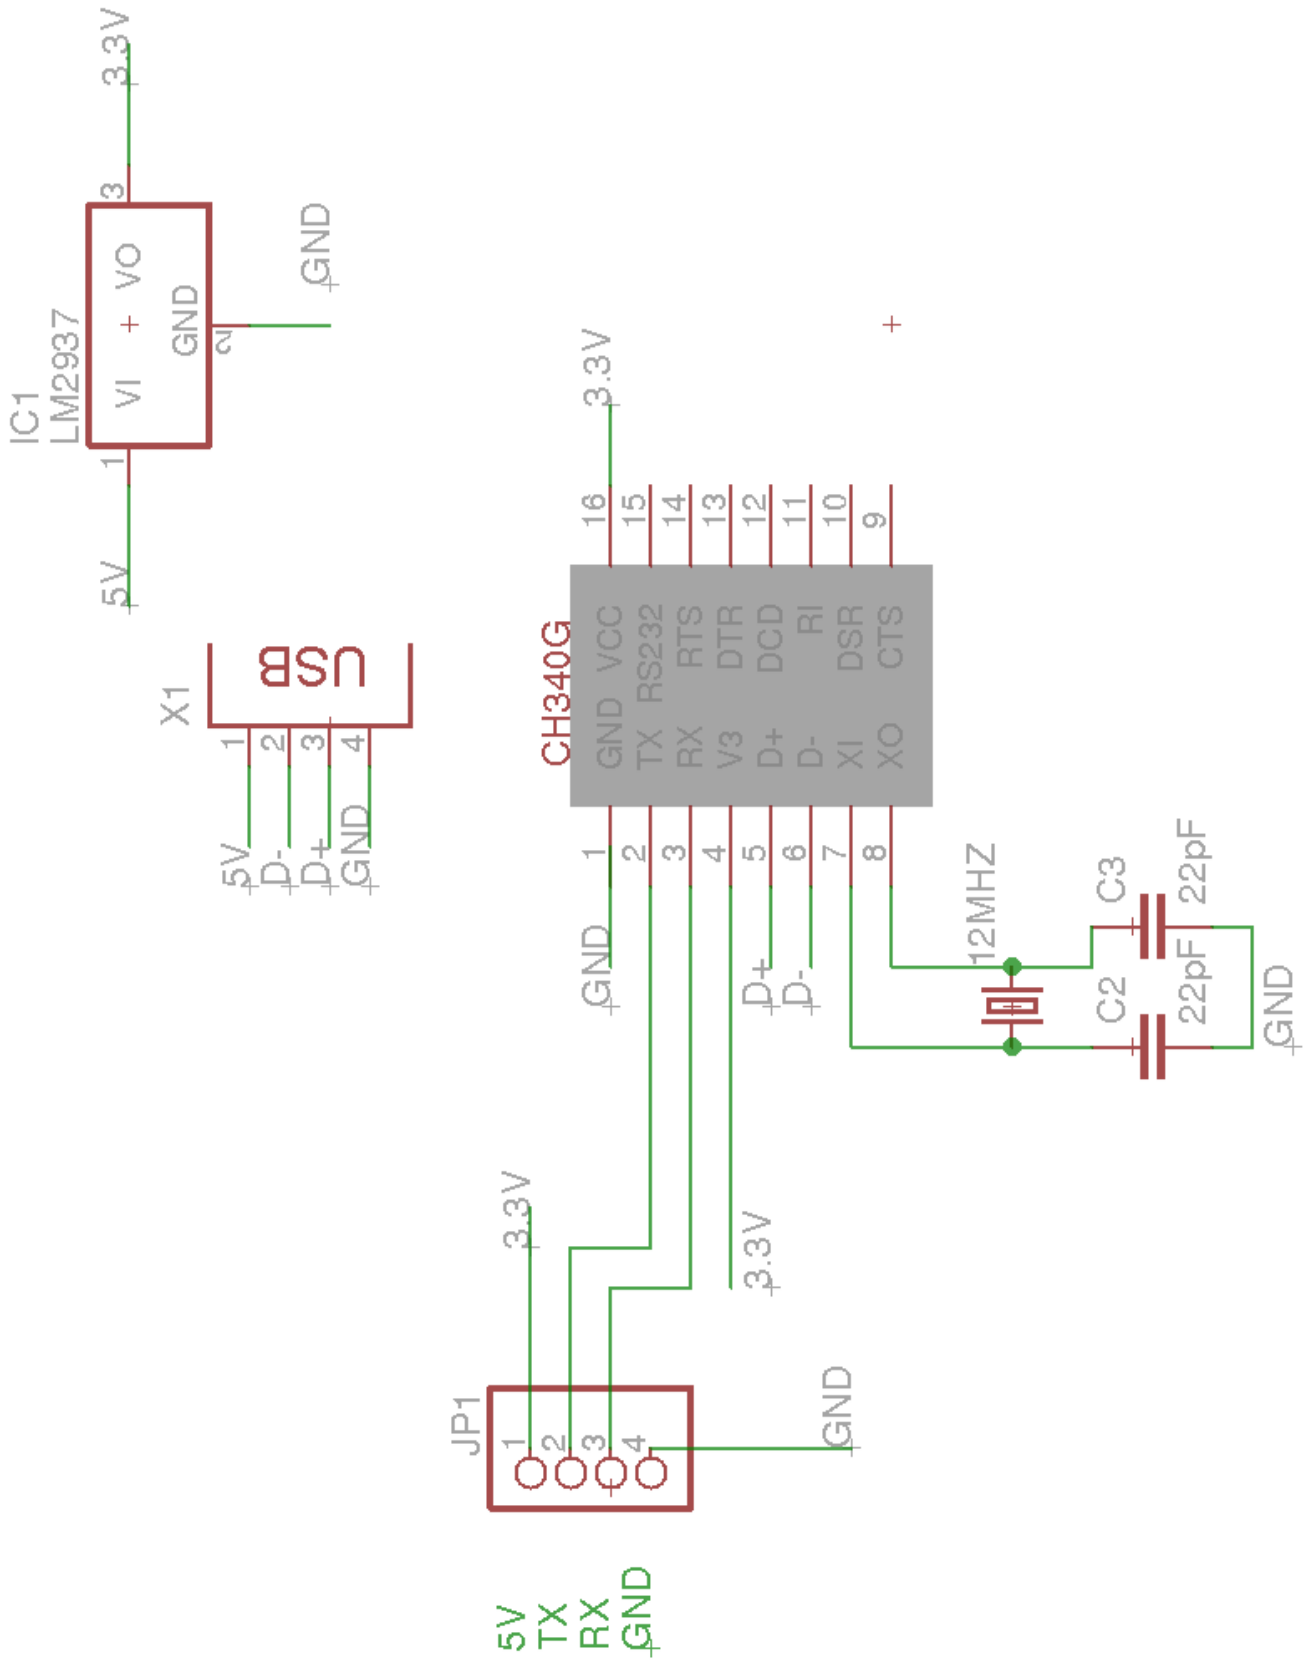 IC1
LM2937
5V
1
VI
VO
GND
3
3.3V
2
GND
X1
USB
1
2
3
4
5V
D-
D+
GND
CH340G
GND VCC
TX RS232
RX RTS
V3 DTR
D+ DCD
D- RI
XI DSR
XO CTS
1
2
3
4
5
6
7
8
16
15
14
13
12
11
10
9
3.3V
GND
D+
D-
12MHZ
C3
22pF
C2
22pF
GND
3.3V
3.3V
JP1
1
2
3
4
GND
5V
TX
RX
GND